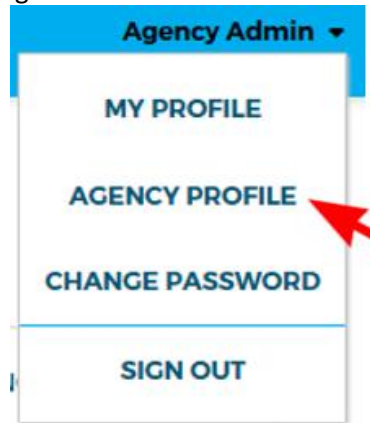 Agency Admin
MY PROFILE
AGENCY PROFILE
CHANGE PASSWORD
SIGN OUT